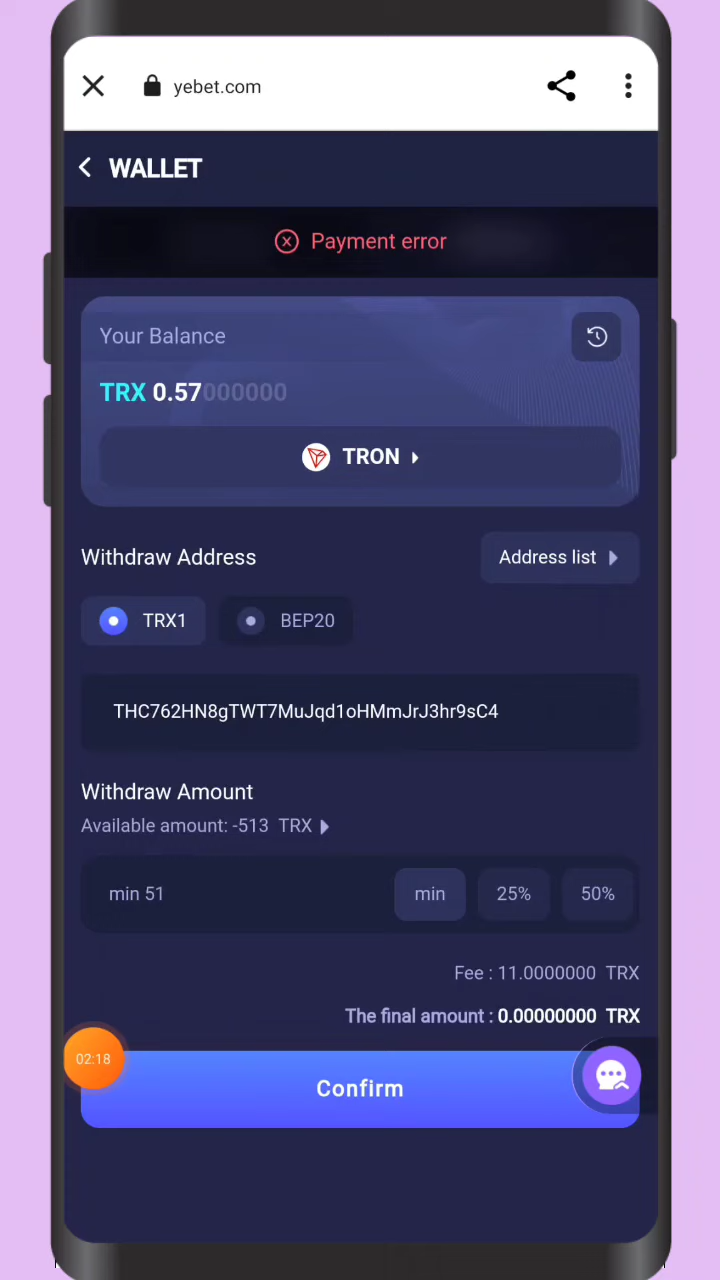 yebet.com
WALLET
Payment error
Your Balance
TRX 0.57000000
TRON
Withdraw Address
Address list
TRX1 BEP20
THC762HN8gTWT7MuJqd1oHMmJrJ3hr9sC4
Withdraw Amount
Available amount: -513 TRX
min 51 min 25% 50%
Fee : 11.0000000 TRX
The final amount : 0.00000000 TRX
02:18
Confirm